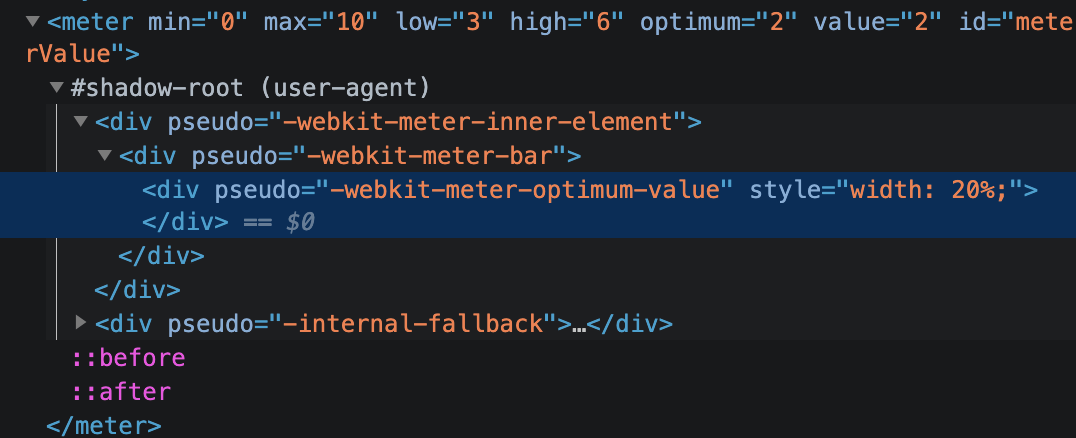 ▼<meter min="0" max="10" low="3" high="6" optimum="2" value="2" id="mete
rValue">
▼#shadow-root (user-agent)
▼<div pseudo="-webkit-meter-inner-element">
▼<div pseudo="-webkit-meter-bar">
<div pseudo="-webkit-meter-optimum-value" style="width: 20%;">
</div> == $0
</div>
</div>
▶<div pseudo="-internal-fallback">…</div>
::before
::after
</meter>